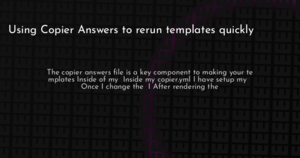 Using Copier Answers to rerun templates quickly
The copier answers file is a key component to making your te
mplates Inside of my  Inside my copier.yml I have setup my
Once I change the  1 After rendering the